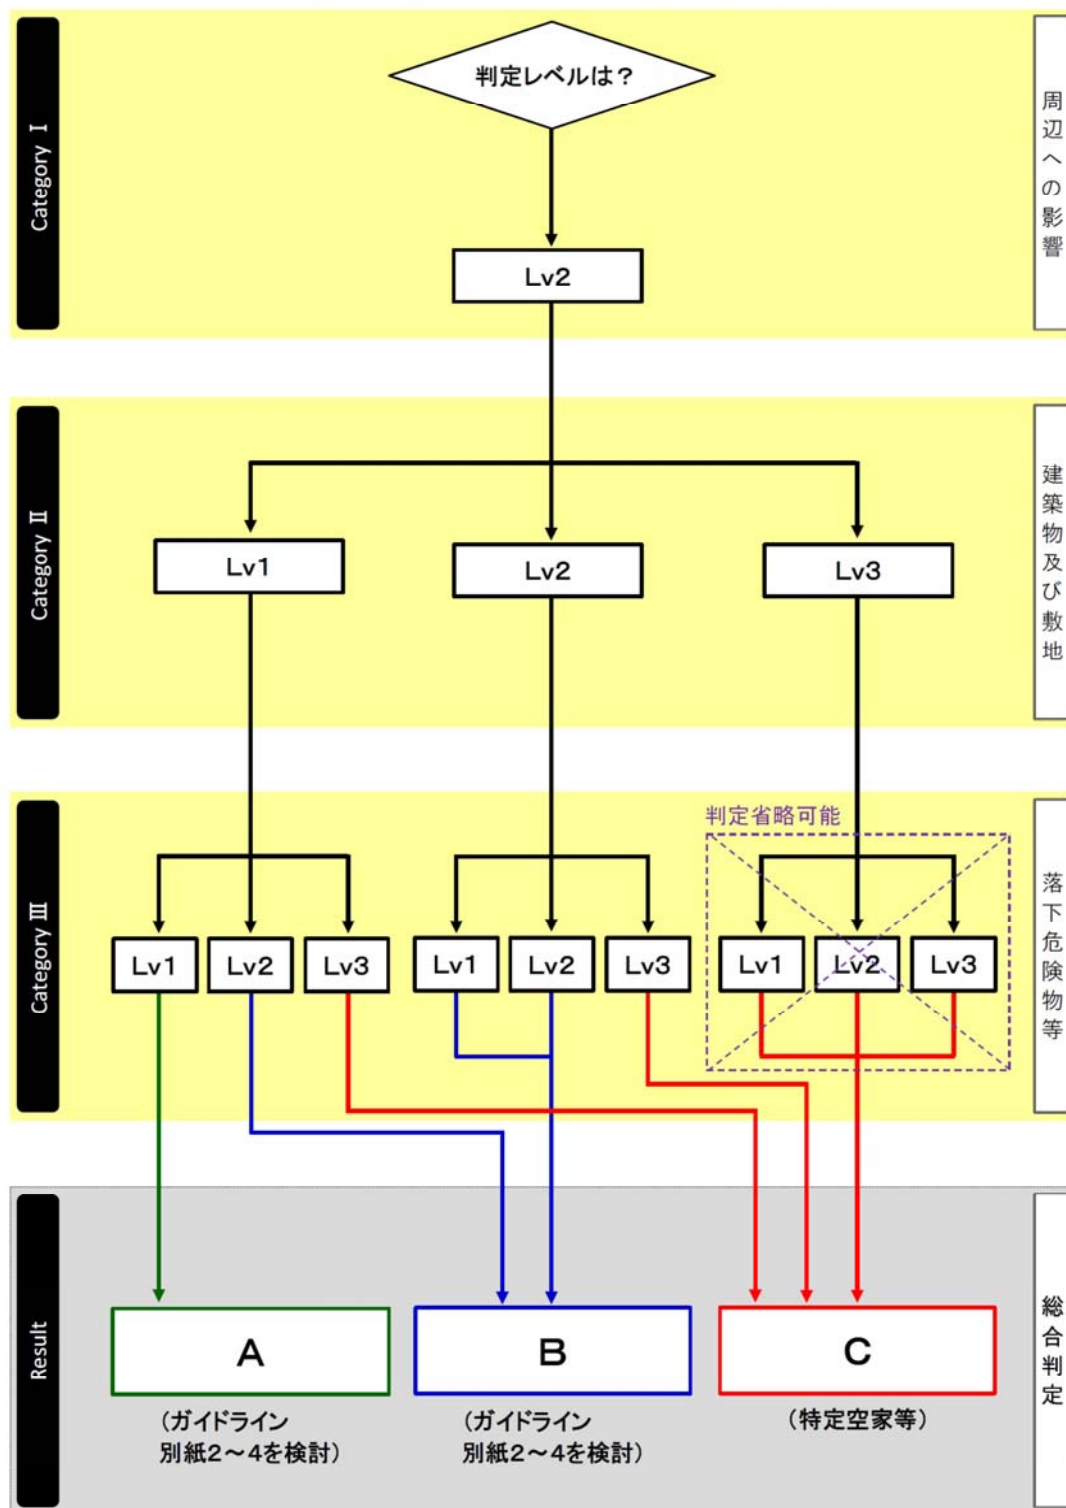 Category Ⅰ
判定レベルは？
Lv2
周辺への影響
Category Ⅱ
Lv1
Lv2
Lv3
建築物及び敷地
Category Ⅲ
判定省略可能
Lv1
Lv2
Lv3
Lv1
Lv2
Lv3
Lv1
Lv2
Lv3
落下危険物等
Result
A
B
C
（ガイドライン
別紙２～４を検討）
（ガイドライン
別紙２～４を検討）
（特定空家等）
総合判定